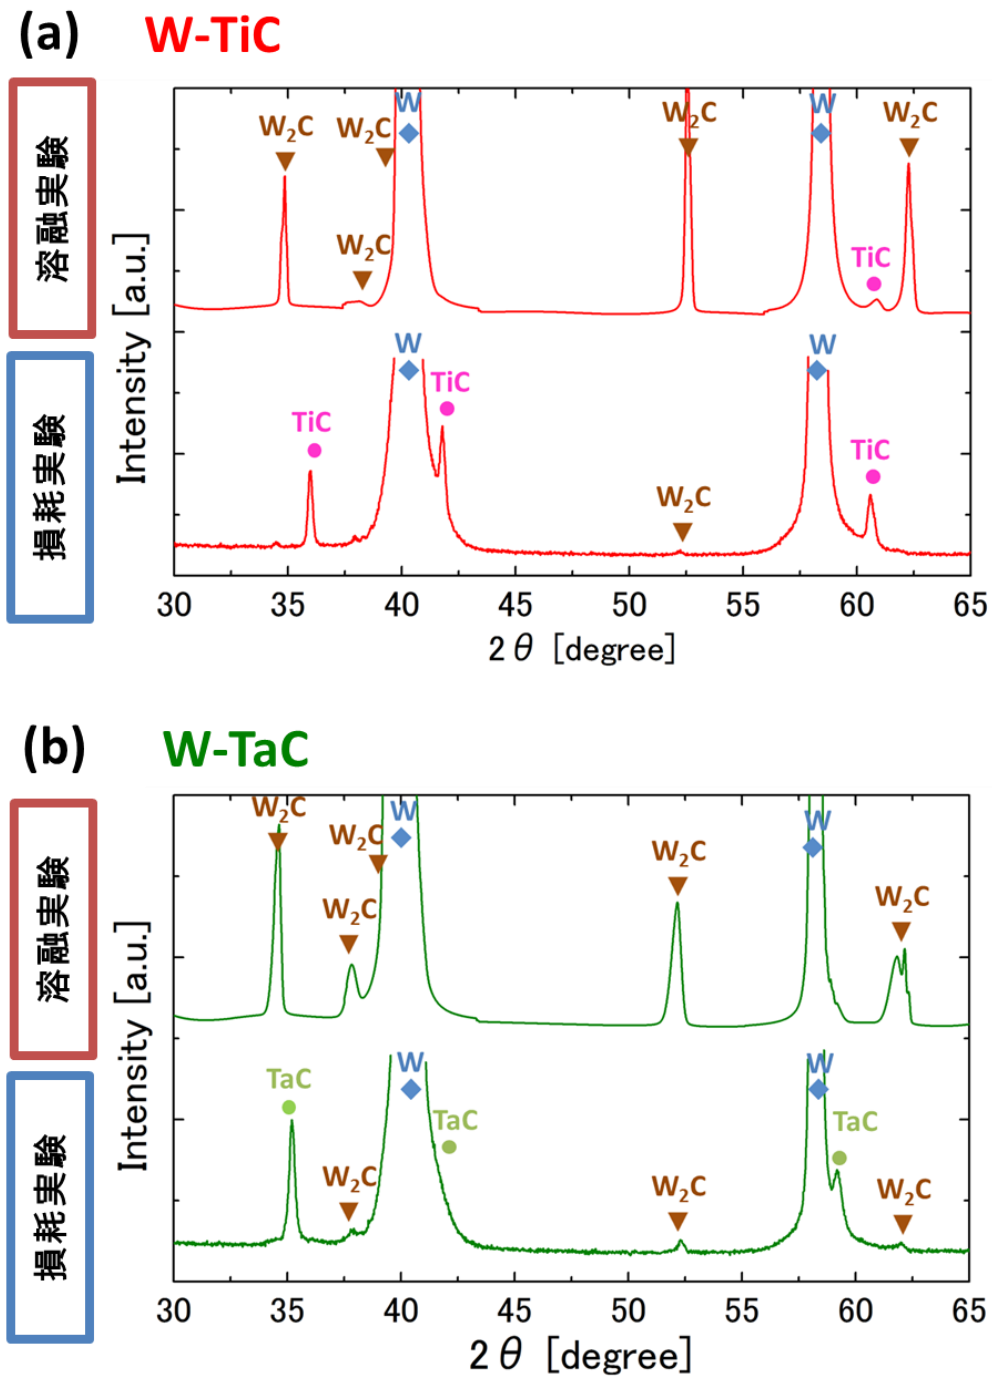 (a) W-TiC
溶融実験
損耗実験
Intensity [a.u.]
W₂C
W₂C
W₂C
W
W₂C
W
TiC
W₂C
TiC
W
TiC
W₂C
W
TiC
30 35 40 45 50 55 60 65
2θ [degree]
(b) W-TaC
溶融実験
損耗実験
Intensity [a.u.]
W₂C
W₂C
W₂C
W
W₂C
W
W₂C
TaC
W₂C
W
TaC
W₂C
W
TaC
W₂C
30 35 40 45 50 55 60 65
2θ [degree]